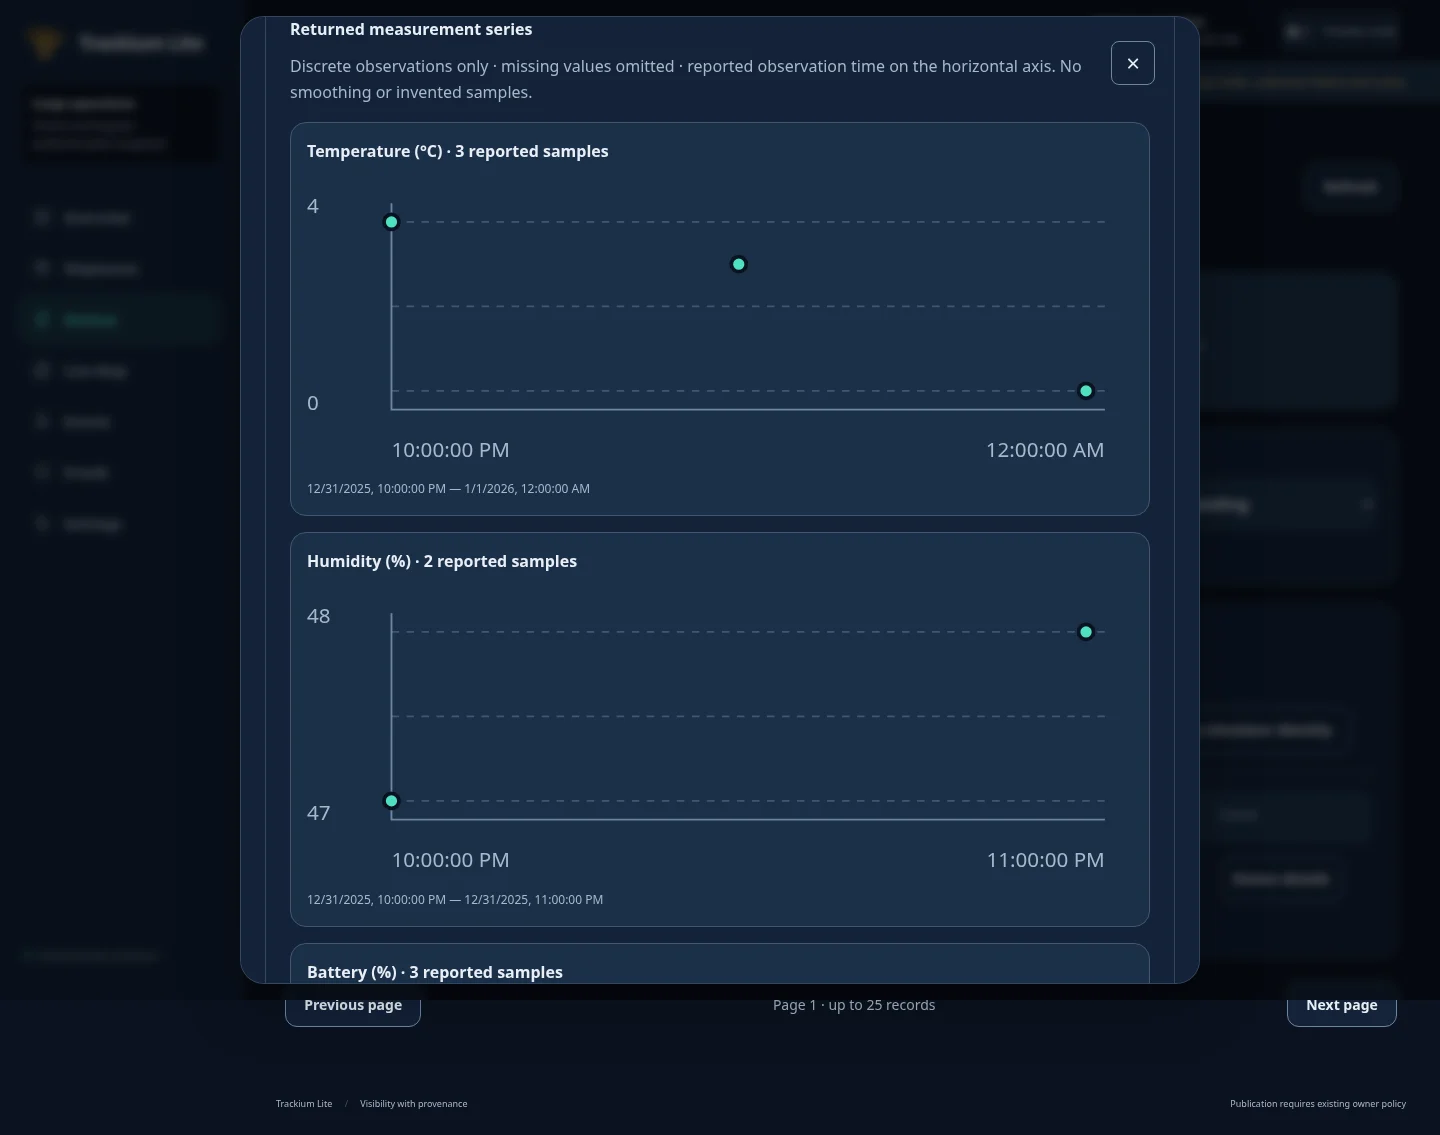 Returned measurement series
Discrete observations only · missing values omitted · reported observation time on the horizontal axis. No
smoothing or invented samples.
✕
Temperature (°C) · 3 reported samples
4
0
10:00:00 PM
12:00:00 AM
12/31/2025, 10:00:00 PM — 1/1/2026, 12:00:00 AM
Humidity (%) · 2 reported samples
48
47
10:00:00 PM
11:00:00 PM
12/31/2025, 10:00:00 PM — 12/31/2025, 11:00:00 PM
Battery (%) · 3 reported samples
Previous page
Page 1 · up to 25 records
Next page
Trackium Lite / Visibility with provenance
Publication requires existing owner policy